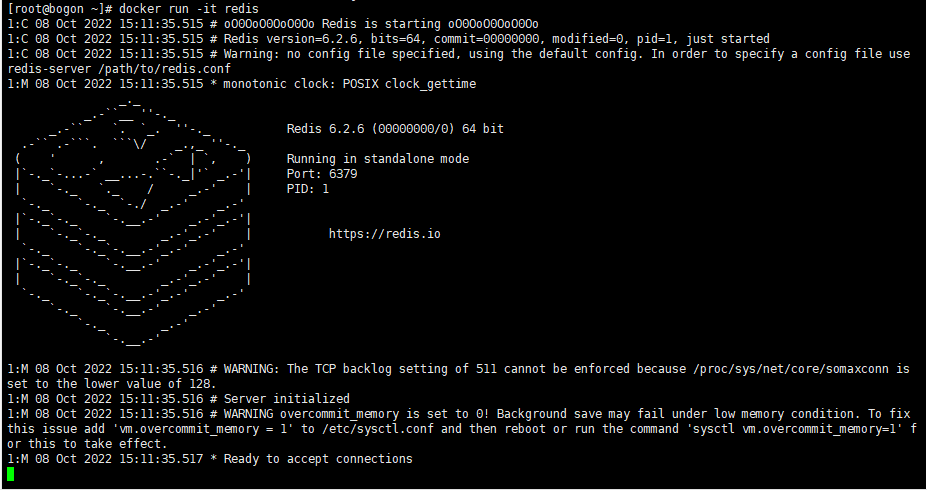 [root@bogon ~]# docker run -it redis
1:C 08 Oct 2022 15:11:35.515 # oO0OoO0OoO0Oo Redis is starting oO0OoO0OoO0Oo
1:C 08 Oct 2022 15:11:35.515 # Redis version=6.2.6, bits=64, commit=00000000, modified=0, pid=1, just started
1:C 08 Oct 2022 15:11:35.515 # Warning: no config file specified, using the default config. In order to specify a config file use
redis-server /path/to/redis.conf
1:M 08 Oct 2022 15:11:35.515 * monotonic clock: POSIX clock_gettime
Redis 6.2.6 (00000000/0) 64 bit
Running in standalone mode
Port: 6379
PID: 1
https://redis.io
1:M 08 Oct 2022 15:11:35.516 # WARNING: The TCP backlog setting of 511 cannot be enforced because /proc/sys/net/core/somaxconn is
set to the lower value of 128.
1:M 08 Oct 2022 15:11:35.516 # Server initialized
1:M 08 Oct 2022 15:11:35.516 # WARNING overcommit_memory is set to 0! Background save may fail under low memory condition. To fix
this issue add 'vm.overcommit_memory = 1' to /etc/sysctl.conf and then reboot or run the command 'sysctl vm.overcommit_memory=1' f
or this to take effect.
1:M 08 Oct 2022 15:11:35.517 * Ready to accept connections